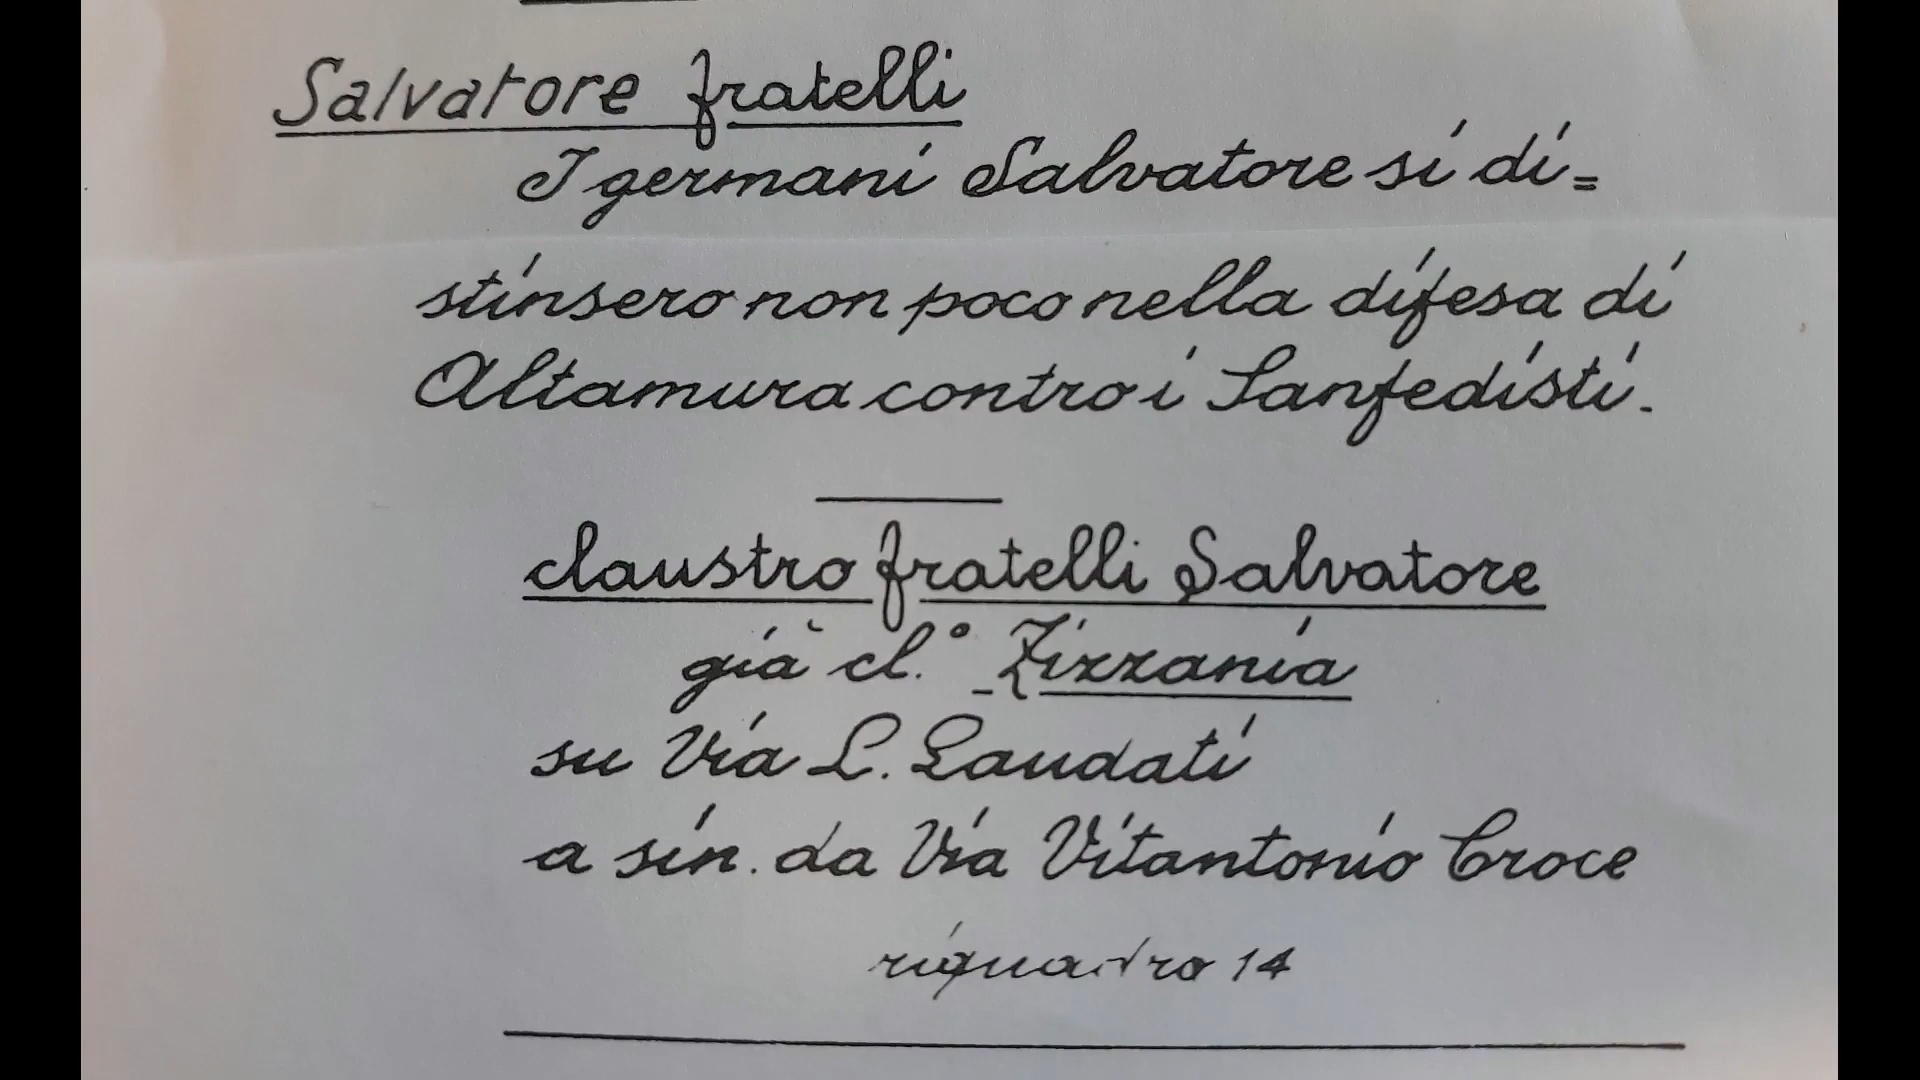 Salvatore fratelli
I germani Salvatore si di=
stinsero non poco nella difesa di
Altamura contro i Sanfedisti.
claustro fratelli Salvatore
già cl.° Zizzania
su Via L. Laudati
a sin. da Via Vitantonio Croce
riquadro 14